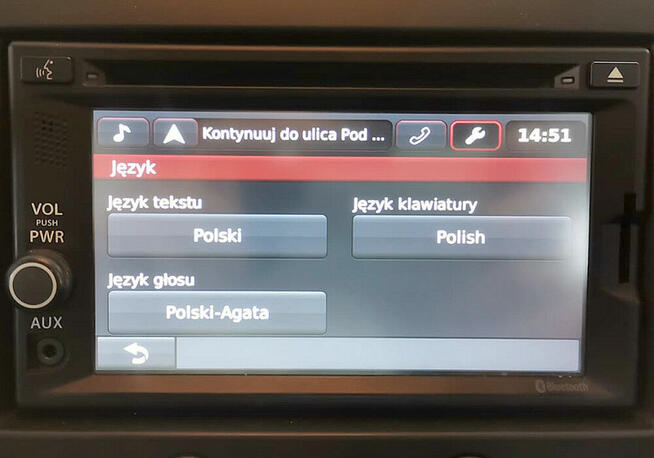 Kontynuuj do ulica Pod ...
14:51
Język
Język tekstu
Język klawiatury
Polski
Polish
Język głosu
Polski-Agata
VOL
PUSH
PWR
AUX
Bluetooth